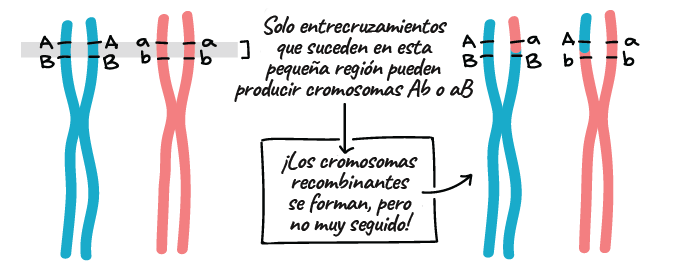 A A a a
B B b b
Solo entrecruzamientos
que suceden en esta
pequeña región pueden
producir cromosomas Ab o aB
¡Los cromosomas
recombinantes
se forman, pero
no muy seguido!
A a A a
B B b b